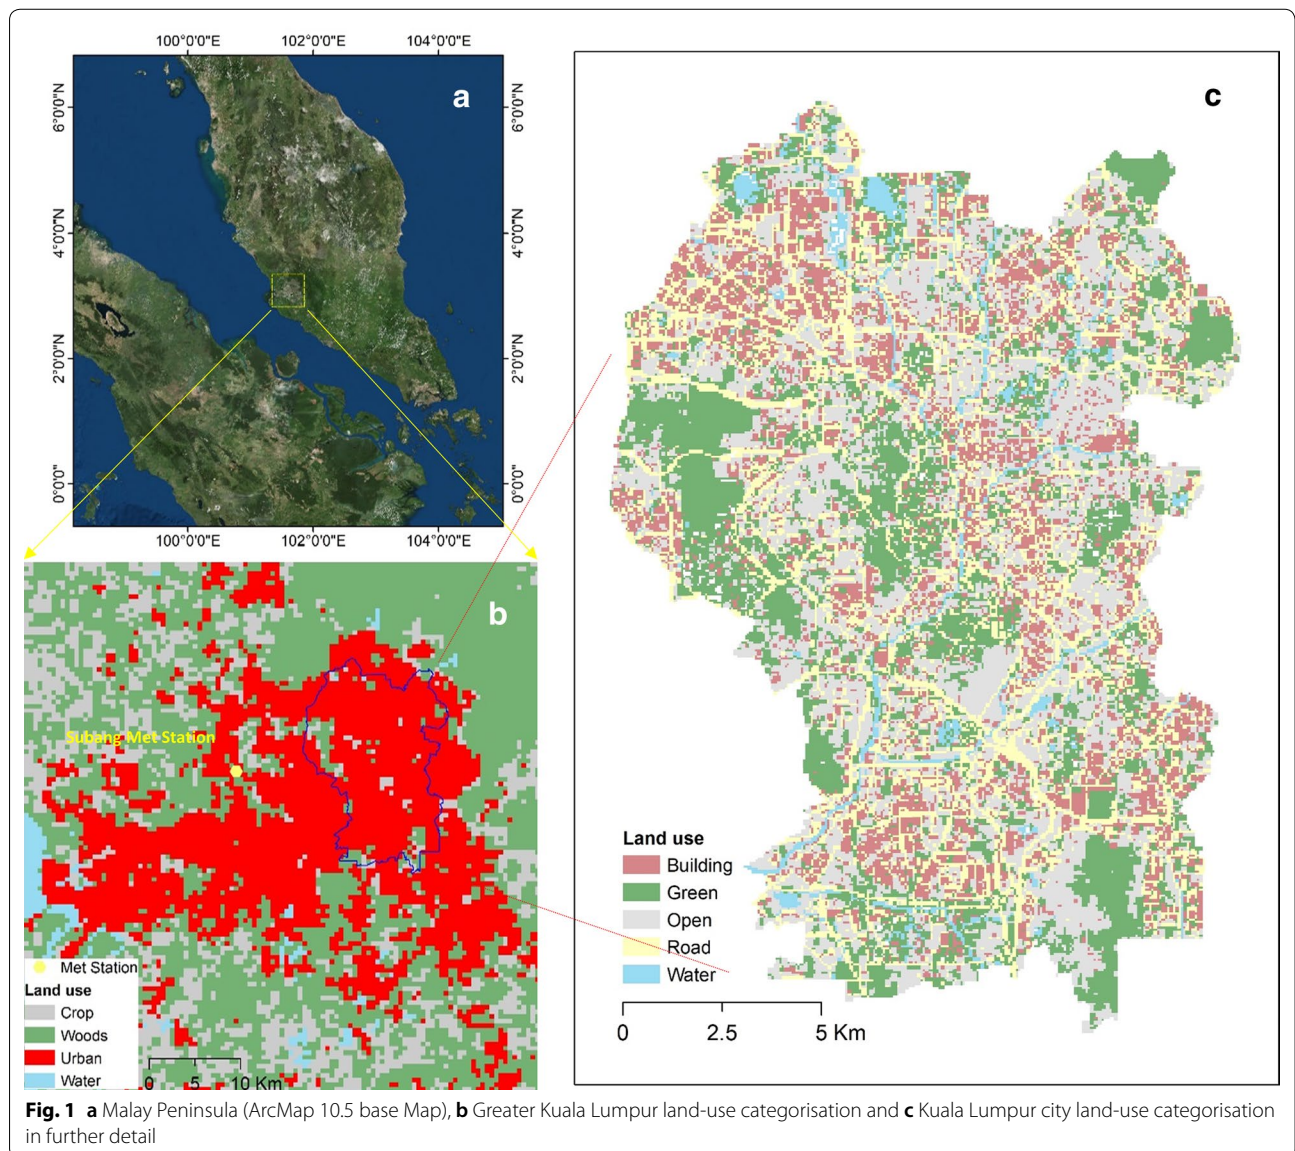 100°0'0"E 102°0'0"E 104°0'0"E
a
6°0'0"N
4°0'0"N
2°0'0"N
0°0'0"
6°0'0"N
4°0'0"N
2°0'0"N
0°0'0"
100°0'0"E 102°0'0"E 104°0'0"E
b
Subang Met Station
Met Station
Land use
Crop
Woods
Urban
Water
0 5 10 Km
c
Land use
Building
Green
Open
Road
Water
0 2.5 5 Km
Fig. 1 a Malay Peninsula (ArcMap 10.5 base Map), b Greater Kuala Lumpur land-use categorisation and c Kuala Lumpur city land-use categorisation
in further detail